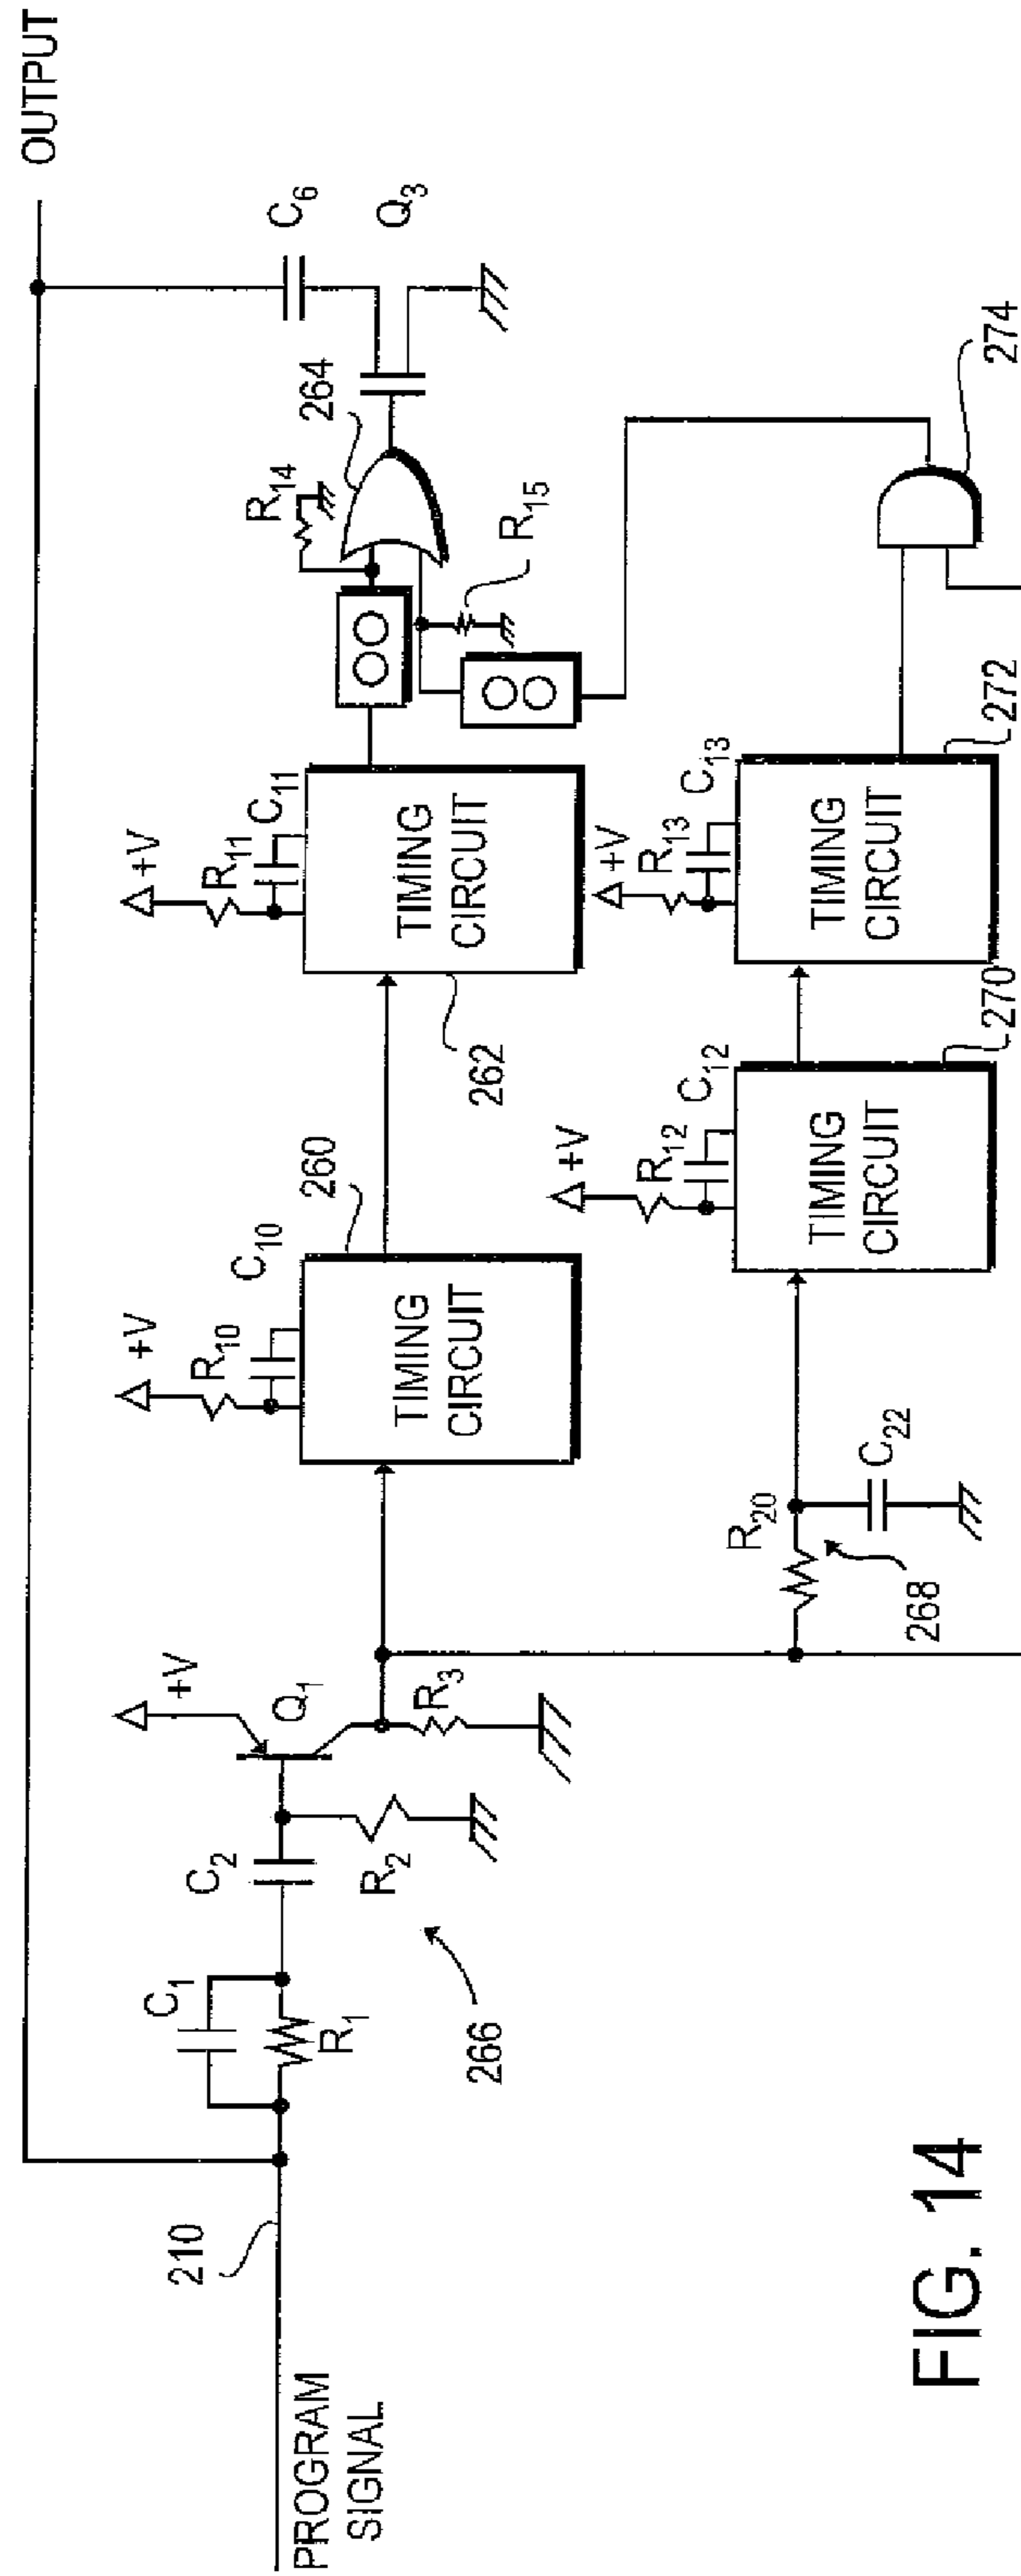 PROGRAM
SIGNAL
210
C1
R1
266
C2
R2
+V
Q1
R3
+V
R10
C10
260
TIMING
CIRCUIT
+V
R11
C11
262
TIMING
CIRCUIT
R14
264
R15
C6
Q3
OUTPUT
R20
268
C22
+V
R12
C12
270
TIMING
CIRCUIT
+V
R13
C13
272
TIMING
CIRCUIT
274
FIG. 14